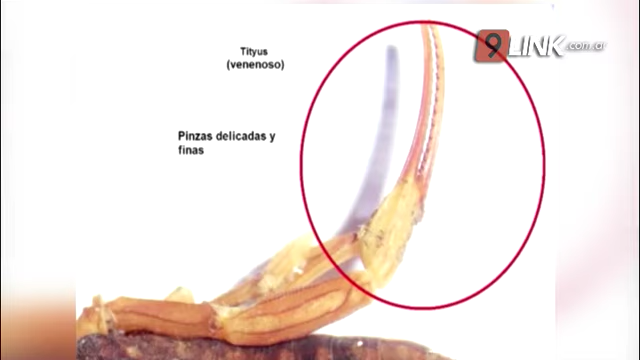 9LINK.com.ar
Tityus
(venenoso)
Pinzas delicadas y
finas